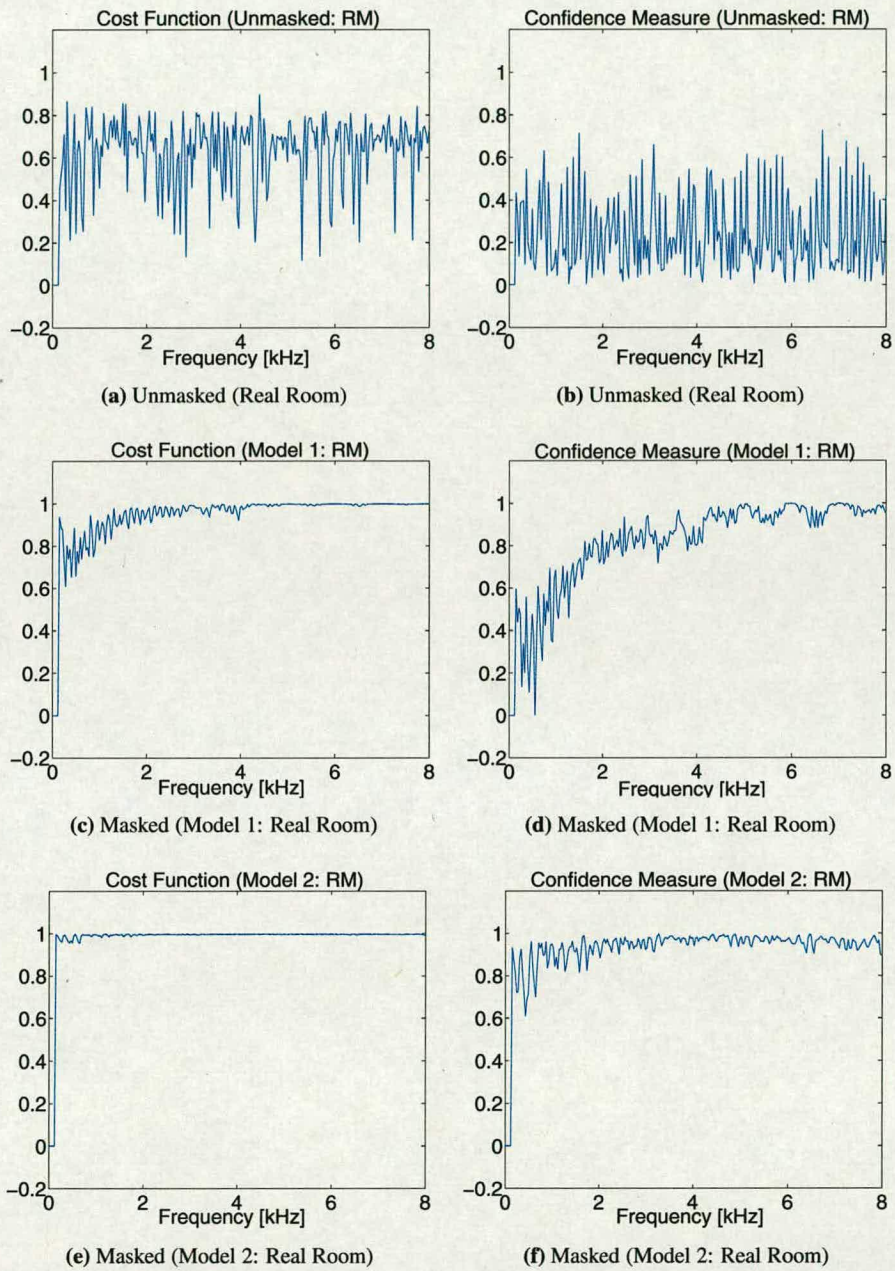 Cost Function (Unmasked: RM)
1
0.8
0.6
0.4
0.2
0
−0.2
0 2 4 6 8
Frequency [kHz]
(a) Unmasked (Real Room)
Confidence Measure (Unmasked: RM)
1
0.8
0.6
0.4
0.2
0
−0.2
0 2 4 6 8
Frequency [kHz]
(b) Unmasked (Real Room)
Cost Function (Model 1: RM)
1
0.8
0.6
0.4
0.2
0
−0.2
0 2 4 6 8
Frequency [kHz]
(c) Masked (Model 1: Real Room)
Confidence Measure (Model 1: RM)
1
0.8
0.6
0.4
0.2
0
−0.2
0 2 4 6 8
Frequency [kHz]
(d) Masked (Model 1: Real Room)
Cost Function (Model 2: RM)
1
0.8
0.6
0.4
0.2
0
−0.2
0 2 4 6 8
Frequency [kHz]
(e) Masked (Model 2: Real Room)
Confidence Measure (Model 2: RM)
1
0.8
0.6
0.4
0.2
0
−0.2
0 2 4 6 8
Frequency [kHz]
(f) Masked (Model 2: Real Room)